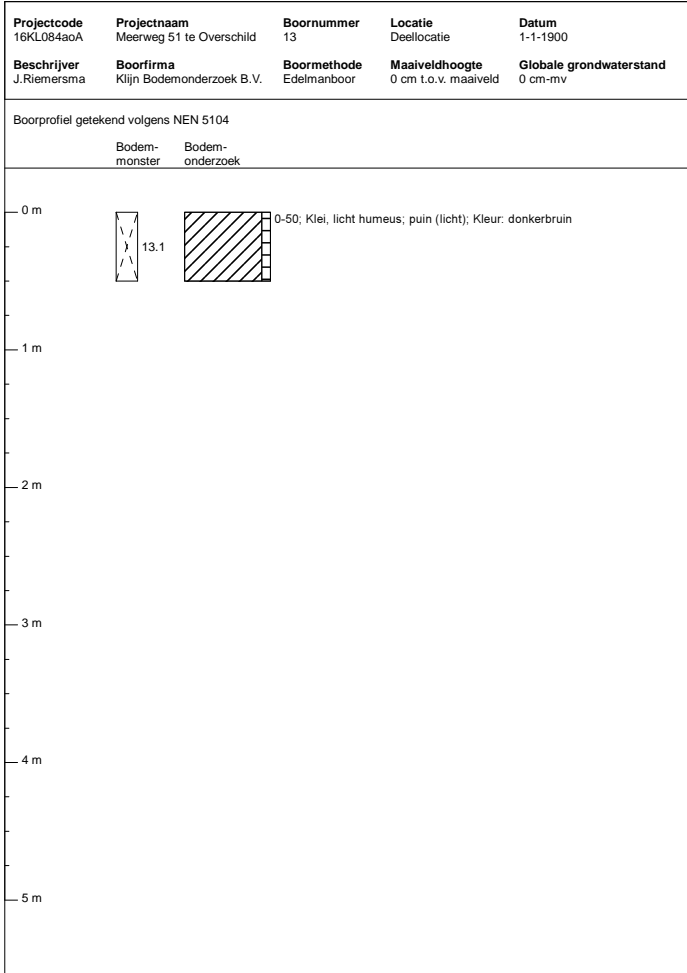 Projectcode Projectnaam Boornummer Locatie Datum
16KL084aoA Meerweg 51 te Overschild 13 Deellocatie 1-1-1900
Beschrijver Boorfirma Boormethode Maaiveldhoogte Globale grondwaterstand
J.Riemersma Klijn Bodemonderzoek B.V. Edelmanboor 0 cm t.o.v. maaiveld 0 cm-mv
Boorprofiel getekend volgens NEN 5104
Bodem- Bodem-
monster onderzoek
0 m
0-50; Klei, licht humeus; puin (licht); Kleur: donkerbruin
13.1
1 m
2 m
3 m
4 m
5 m